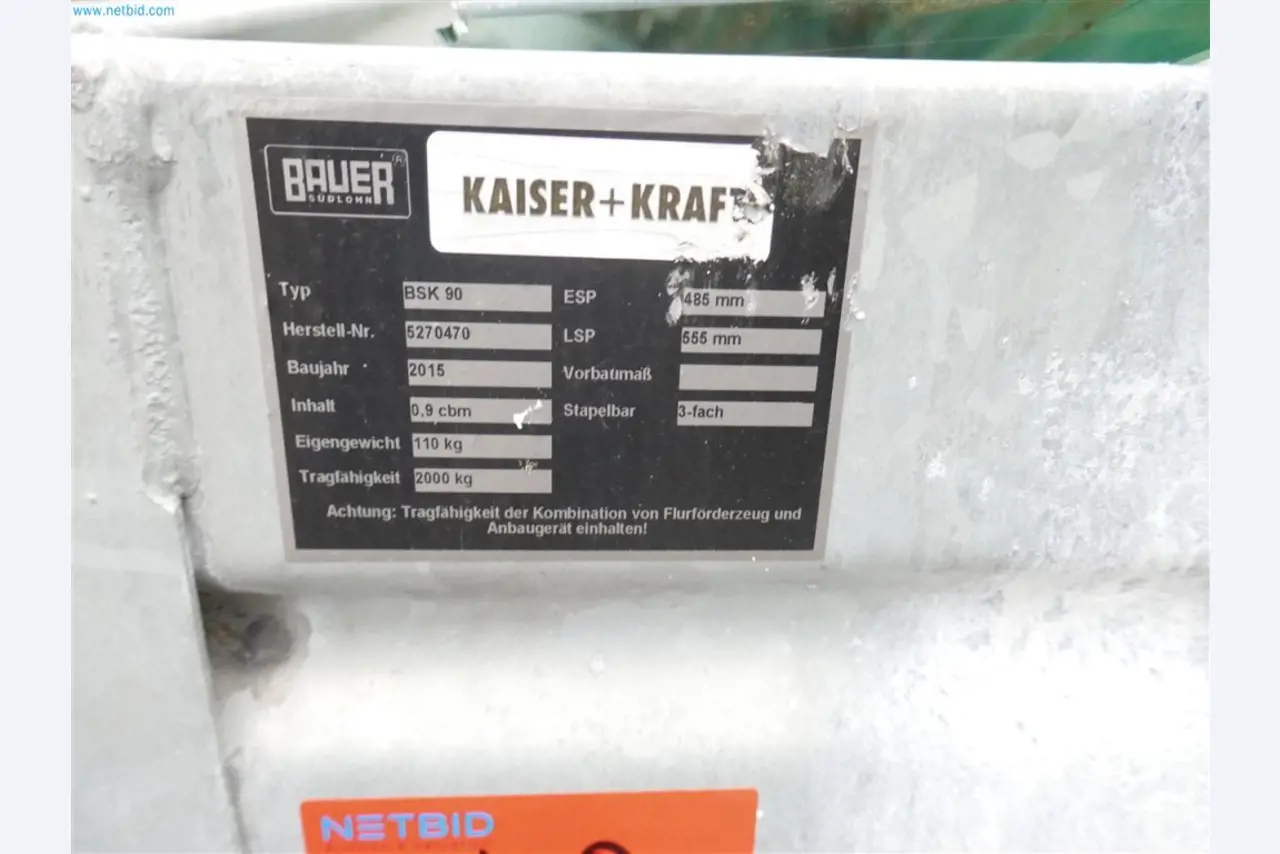 www.netbid.com
BAUER ®
SÜDLOHN
KAISER+KRAFT
Typ BSK 90 ESP 485 mm
Herstell-Nr. 5270470 LSP 555 mm
Baujahr 2015 Vorbaumaß
Inhalt 0,9 cbm Stapelbar 3-fach
Eigengewicht 110 kg
Tragfähigkeit 2000 kg
Achtung: Tragfähigkeit der Kombination von Flurförderzeug und
Anbaugerät einhalten!
NETBID